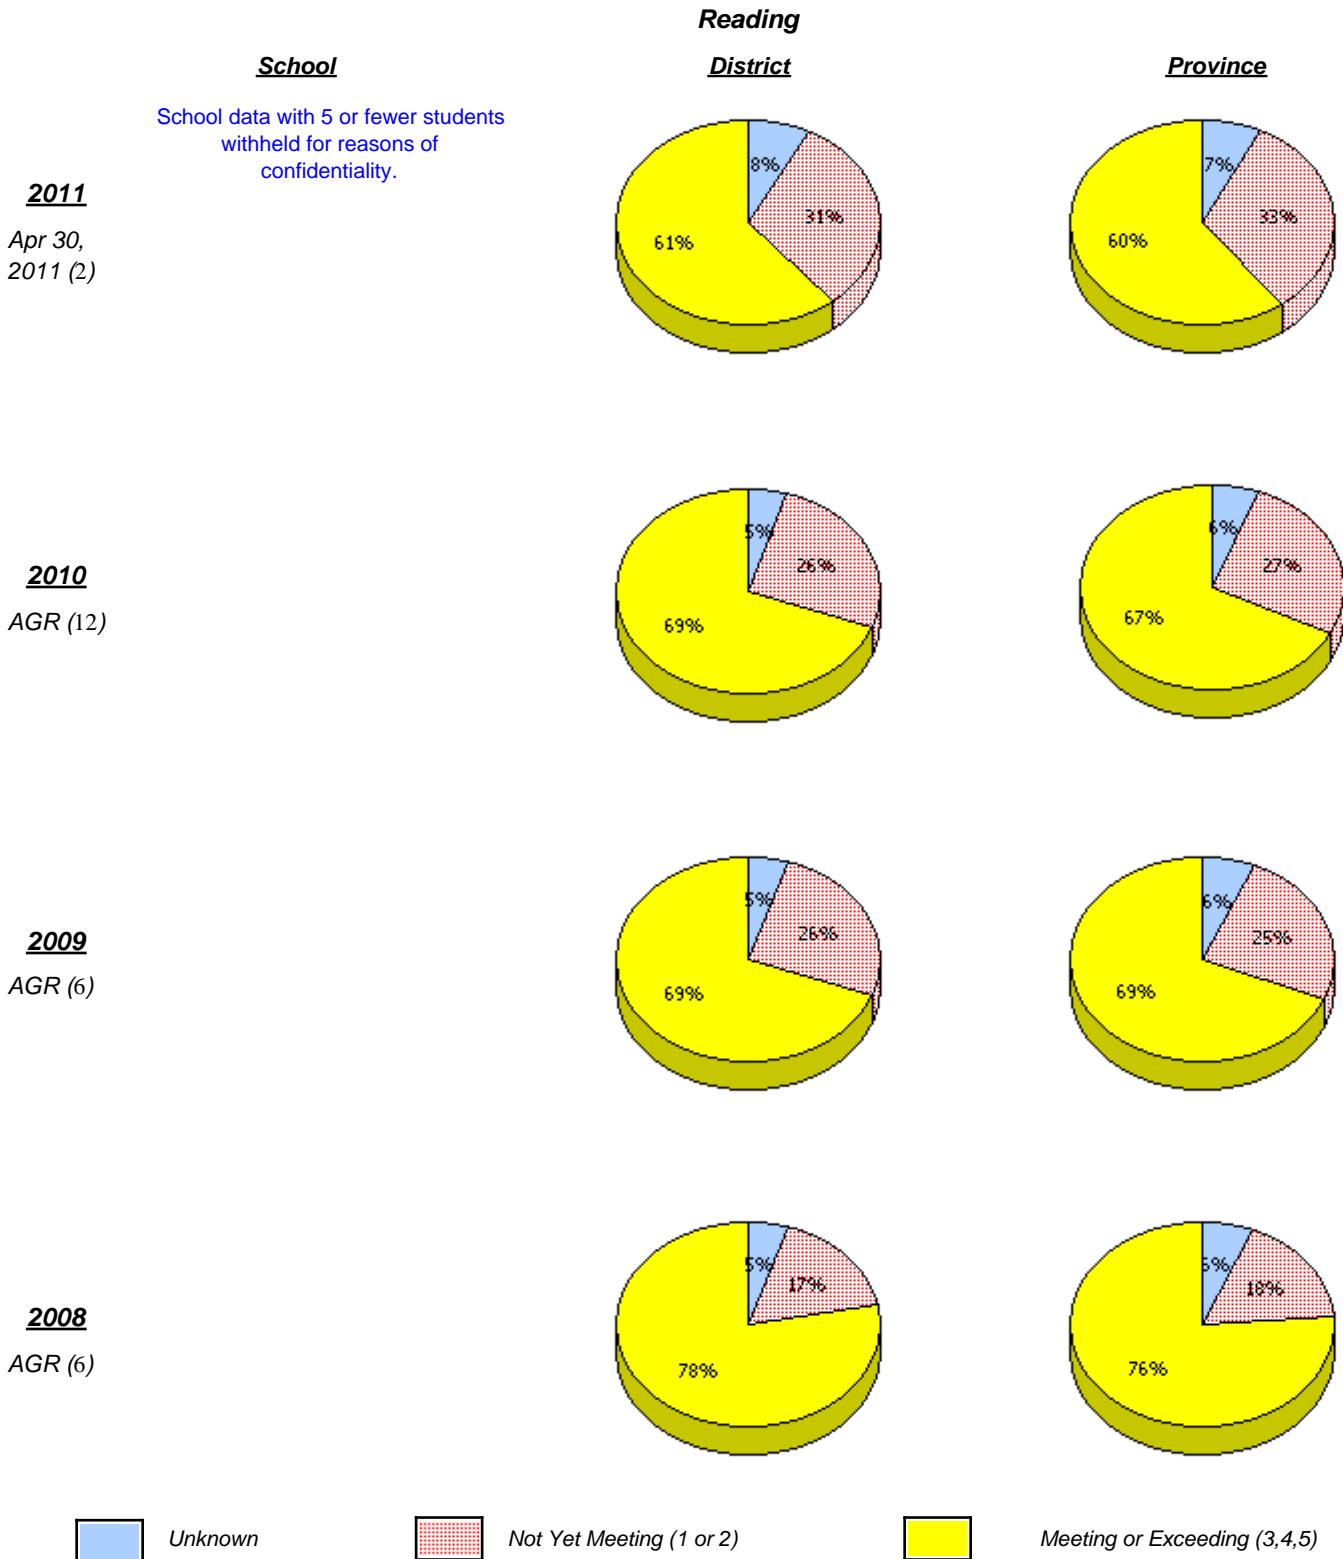 Reading
School
District
Province
School data with 5 or fewer students
withheld for reasons of
confidentiality.
2011
Apr 30,
2011 (2)
8%
31%
61%
7%
33%
60%
2010
AGR (12)
5%
26%
69%
6%
27%
67%
2009
AGR (6)
5%
26%
69%
6%
25%
69%
2008
AGR (6)
5%
17%
78%
18%
76%
Unknown
Not Yet Meeting (1 or 2)
Meeting or Exceeding (3,4,5)